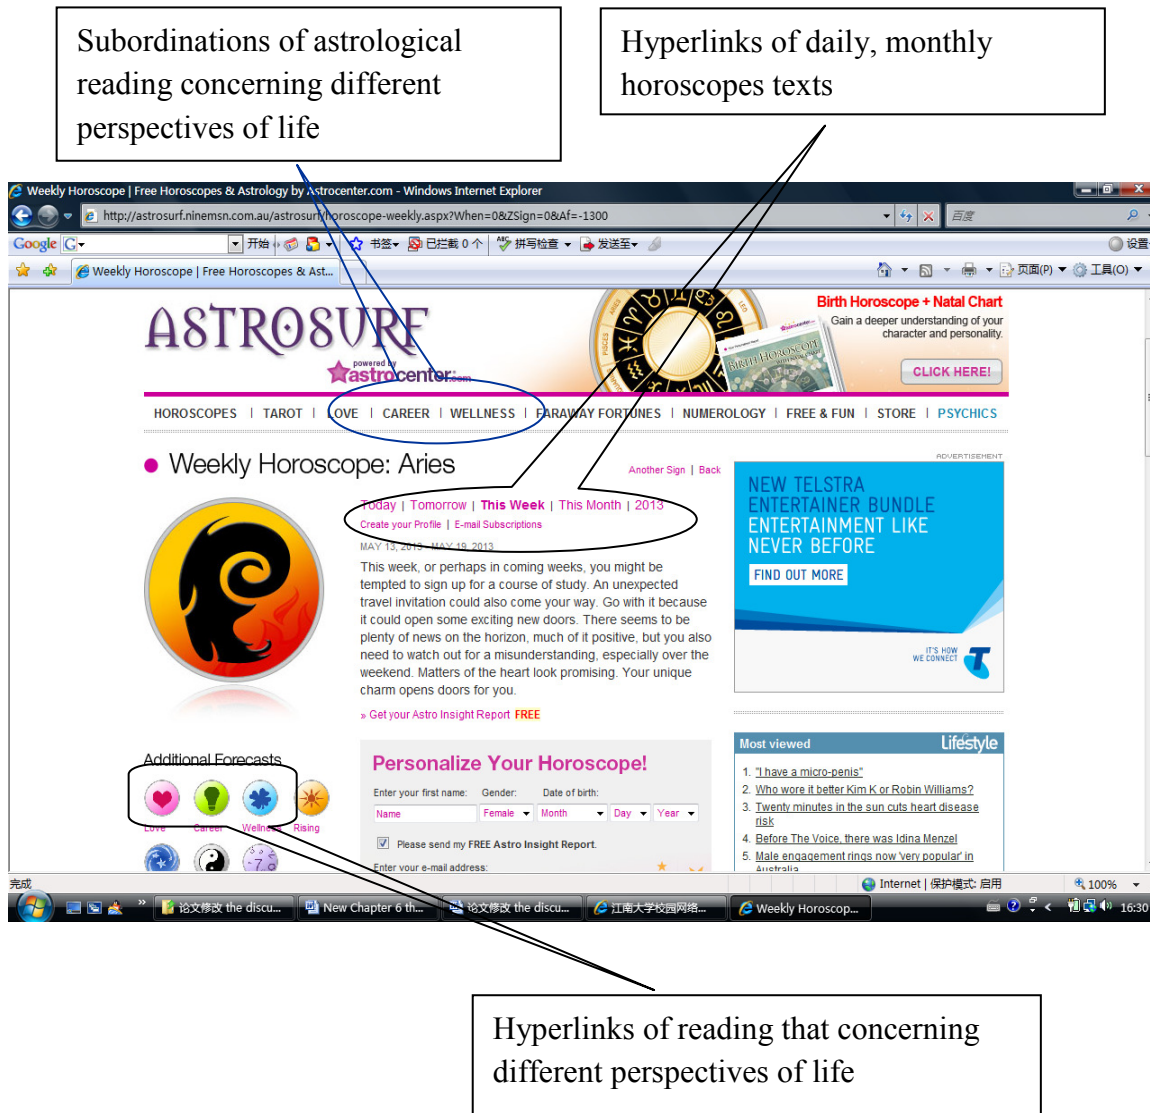 Subordinations of astrological
reading concerning different
perspectives of life
Hyperlinks of daily, monthly
horoscopes texts
Weekly Horoscope | Free Horoscopes & Astrology by Astrocenter.com - Windows Internet Explorer
http://astrosurf.ninemsn.com.au/astrosurf/horoscope-weekly.aspx?When=0&ZSign=0&Af=-1300
百度
Google
开始
书签
已拦截 0 个
拼写检查
发送至
设置
Weekly Horoscope | Free Horoscopes & Ast...
页面(P)
工具(O)
ASTROSURF
powered by
astrocenter.com
ARIES
PISCES
LEO
BIRTH HOROSCOPE
Birth Horoscope + Natal Chart
Gain a deeper understanding of your
character and personality.
CLICK HERE!
HOROSCOPES | TAROT | LOVE | CAREER | WELLNESS | FARAWAY FORTUNES | NUMEROLOGY | FREE & FUN | STORE | PSYCHICS
Weekly Horoscope: Aries
Another Sign | Back
Today | Tomorrow | This Week | This Month | 2013
Create your Profile | E-mail Subscriptions
MAY 13, 2013 - MAY 19, 2013
This week, or perhaps in coming weeks, you might be
tempted to sign up for a course of study. An unexpected
travel invitation could also come your way. Go with it because
it could open some exciting new doors. There seems to be
plenty of news on the horizon, much of it positive, but you also
need to watch out for a misunderstanding, especially over the
weekend. Matters of the heart look promising. Your unique
charm opens doors for you.
» Get your Astro Insight Report FREE
ADVERTISEMENT
NEW TELSTRA
ENTERTAINER BUNDLE
ENTERTAINMENT LIKE
NEVER BEFORE
FIND OUT MORE
IT'S HOW
WE CONNECT
Additional Forecasts
Love Career Wellness Rising
Personalize Your Horoscope!
Enter your first name: Gender: Date of birth:
Name Female Month Day Year
Please send my FREE Astro Insight Report.
Enter your e-mail address:
Most viewed
Lifestyle
1. "I have a micro-penis"
2. Who wore it better Kim K or Robin Williams?
3. Twenty minutes in the sun cuts heart disease
risk
4. Before The Voice, there was Idina Menzel
5. Male engagement rings now 'very popular' in
Australia
完成
Internet | 保护模式: 启用
100%
论文修改 the discu...
New Chapter 6 th...
论文修改 the discu...
江南大学校园网络...
Weekly Horoscop...
16:30
Hyperlinks of reading that concerning
different perspectives of life